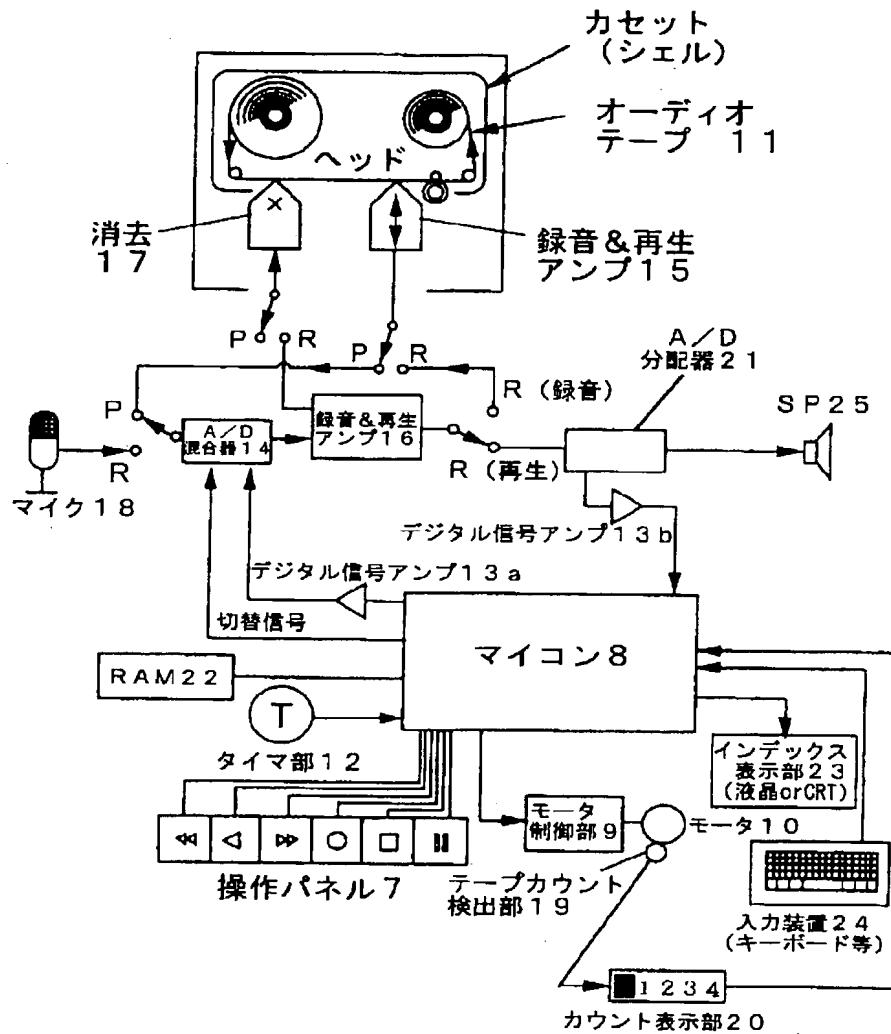 カセット
(シェル)
オーディオ
テープ 11
ヘッド
消去
17
録音&再生
アンプ15
P R
P R
A/D
分配器21
R (録音)
SP25
P
R
A/D
混合器14
録音&再生
アンプ16
R (再生)
マイク18
デジタル信号アンプ13b
デジタル信号アンプ13a
切替信号
マイコン8
RAM22
T
タイマ部12
インデックス
表示部23
(液晶orCRT)
モータ
制御部9
モータ10
操作パネル7
テープカウント
検出部19
入力装置24
(キーボード等)
1234
カウント表示部20